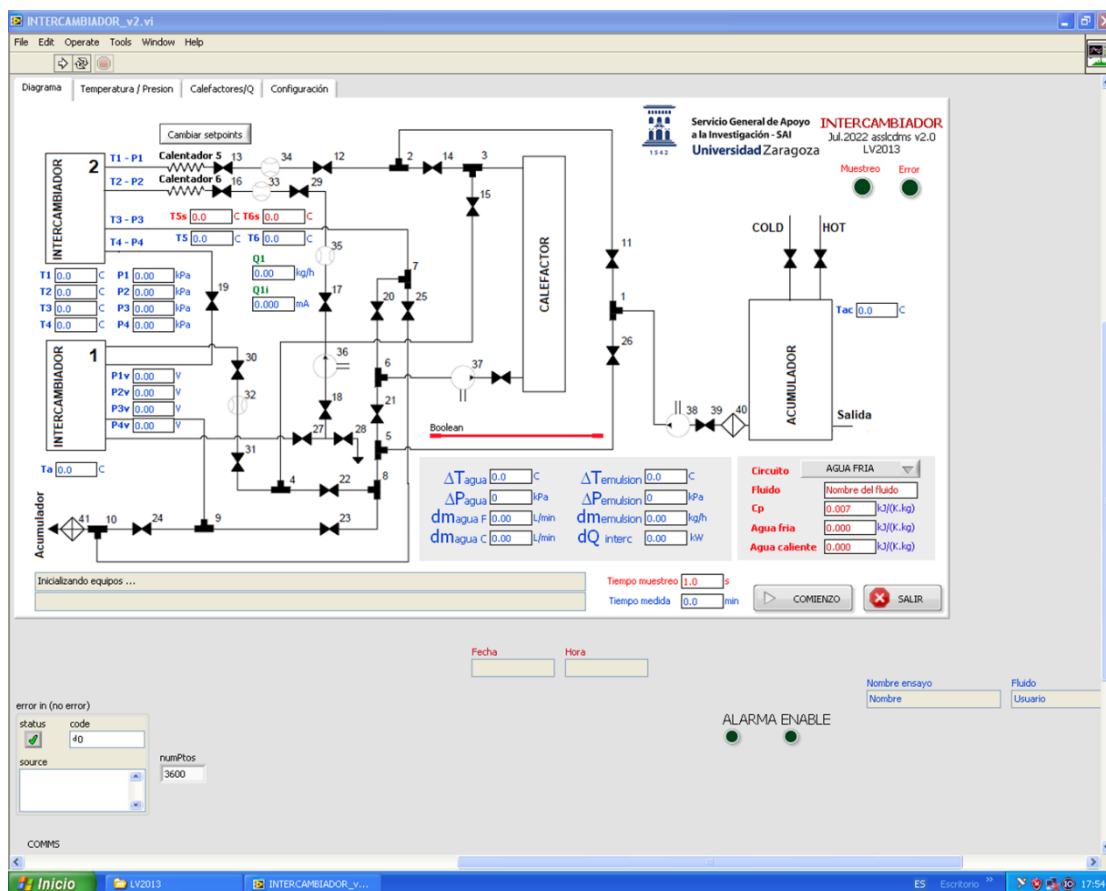 INTERCAMBIADOR_v2.vi
File Edit Operate Tools Window Help
Diagrama Temperatura / Presion Calefactores/Q Configuración
Cambiar setpoints
Servicio General de Apoyo
a la Investigación - SAI
Universidad Zaragoza
1542
INTERCAMBIADOR
Jul.2022 asslcdms v2.0
LV2013
Muestreo Error
2
INTERCAMBIADOR
T1 - P1
Calentador 5
13 34 12 2 14 3
T2 - P2
Calentador 6
16 33 29
15
T3 - P3
T5s 0.0 C T6s 0.0 C
T4 - P4
T5 0.0 C T6 0.0 C
35
11
7
Q1
0.00 kg/h
Q1i
0.000 mA
T1 0.0 C P1 0.00 kPa
T2 0.0 C P2 0.00 kPa
T3 0.0 C P3 0.00 kPa
T4 0.0 C P4 0.00 kPa
19
17
20 25
CALEFACTOR
1
26
COLD HOT
Tac 0.0 C
ACUMULADOR
Salida
1
INTERCAMBIADOR
30
36
6
37
P1v 0.00 V
P2v 0.00 V
P3v 0.00 V
P4v 0.00 V
32
18
21
38 39 40
27 28
5
Boolean
31
Ta 0.0 C
4 22 8
Acumulador
41 10 24 9 23
ΔTagua 0.0 C
ΔPagua 0 kPa
dmagua F 0.00 L/min
dmagua C 0.00 L/min
ΔTemulsion 0.0 C
ΔPemulsion 0 kPa
dmemulsion 0.00 kg/h
dQ interc 0.00 kW
Circuito AGUA FRIA
Fluido Nombre del fluido
Cp 0.007 kJ/(K.kg)
Agua fria 0.000 kJ/(K.kg)
Agua caliente 0.000 kJ/(K.kg)
Inicializando equipos ...
Tiempo muestreo 1.0 s
Tiempo medida 0.0 min
COMIENZO
SALIR
Fecha Hora
Nombre ensayo Fluido
Nombre Usuario
error in (no error)
status code
d0
source
numPtos
3600
ALARMA ENABLE
COMMS
Inicio LV2013 INTERCAMBIADOR_v... ES Escritorio » 17:54